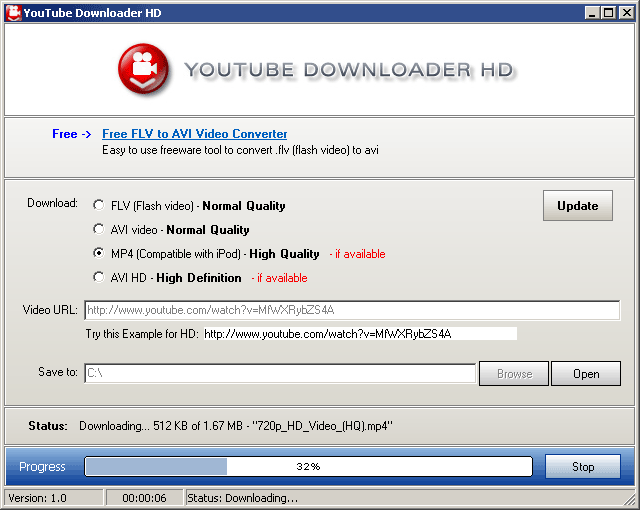 YouTube Downloader HD
YOUTUBE DOWNLOADER HD
Free -> Free FLV to AVI Video Converter
Easy to use freeware tool to convert .flv (flash video) to avi
Download: FLV (Flash video) - Normal Quality Update
AVI video - Normal Quality
MP4 (Compatible with iPod) - High Quality - if available
AVI HD - High Definition - if available
Video URL: http://www.youtube.com/watch?v=MfWXRybZS4A
Try this Example for HD: http://www.youtube.com/watch?v=MfWXRybZS4A
Save to: C:\ Browse Open
Status: Downloading... 512 KB of 1.67 MB - "720p_HD_Video_(HQ).mp4"
Progress 32% Stop
Version: 1.0 00:00:06 Status: Downloading...